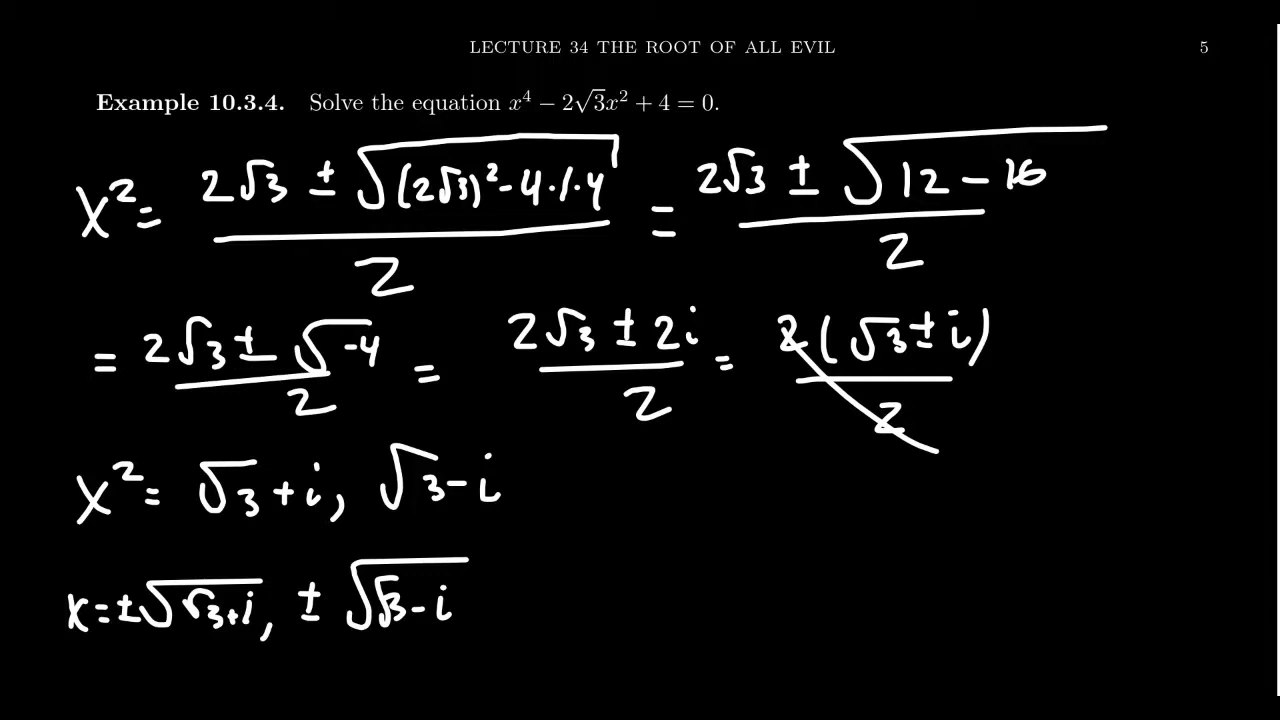 LECTURE 34 THE ROOT OF ALL EVIL 5
Example 10.3.4. Solve the equation x⁴ − 2√3x² + 4 = 0.
x² = (2√3 ± √((2√3)² - 4·1·4))/2 = (2√3 ± √(12 - 16))/2
= (2√3 ± √(-4))/2 = (2√3 ± 2i)/2 = 2(√3 ± i)/2
x² = √3 + i, √3 - i
x = ±√(√3 + i), ±√(√3 - i)